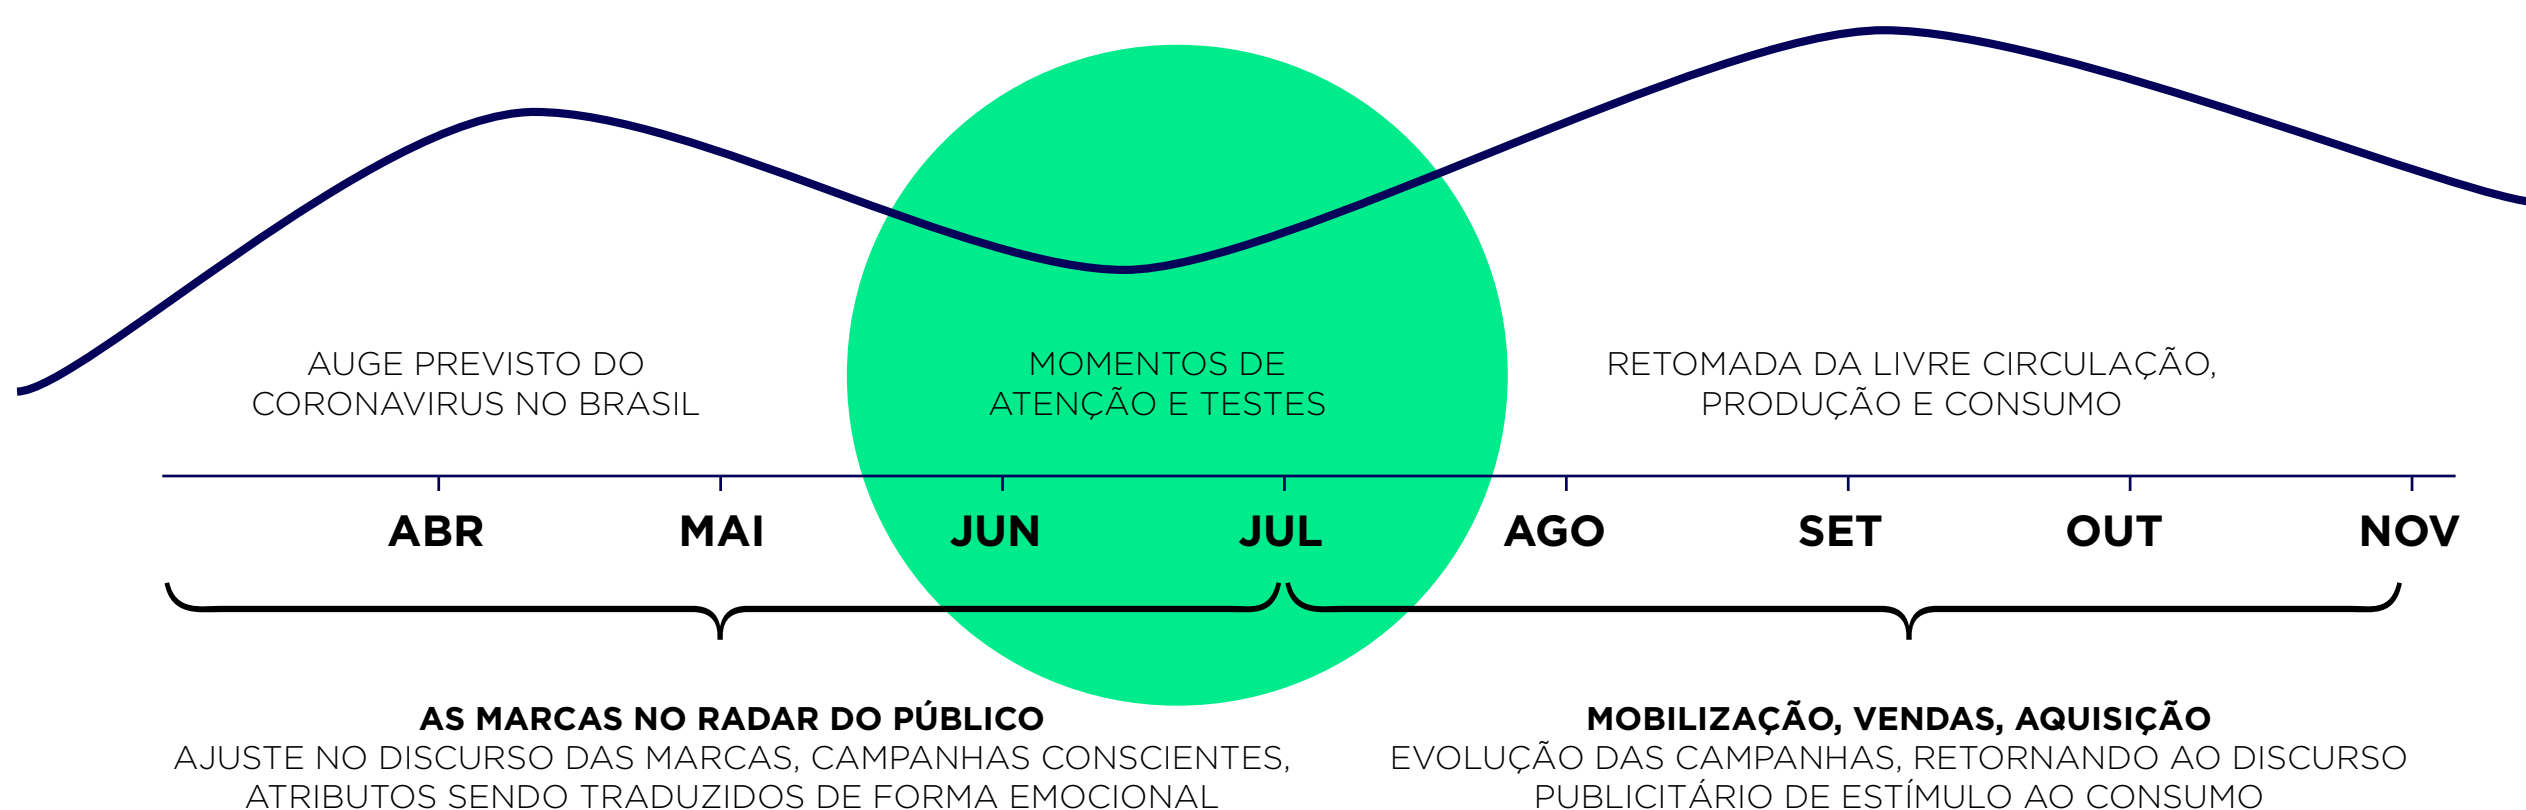 AUGE PREVISTO DO
CORONAVIRUS NO BRASIL
MOMENTOS DE
ATENÇÃO E TESTES
RETOMADA DA LIVRE CIRCULAÇÃO,
PRODUÇÃO E CONSUMO
ABR MAI JUN JUL AGO SET OUT NOV
AS MARCAS NO RADAR DO PÚBLICO
AJUSTE NO DISCURSO DAS MARCAS, CAMPANHAS CONSCIENTES,
ATRIBUTOS SENDO TRADUZIDOS DE FORMA EMOCIONAL
MOBILIZAÇÃO, VENDAS, AQUISIÇÃO
EVOLUÇÃO DAS CAMPANHAS, RETORNANDO AO DISCURSO
PUBLICITÁRIO DE ESTÍMULO AO CONSUMO